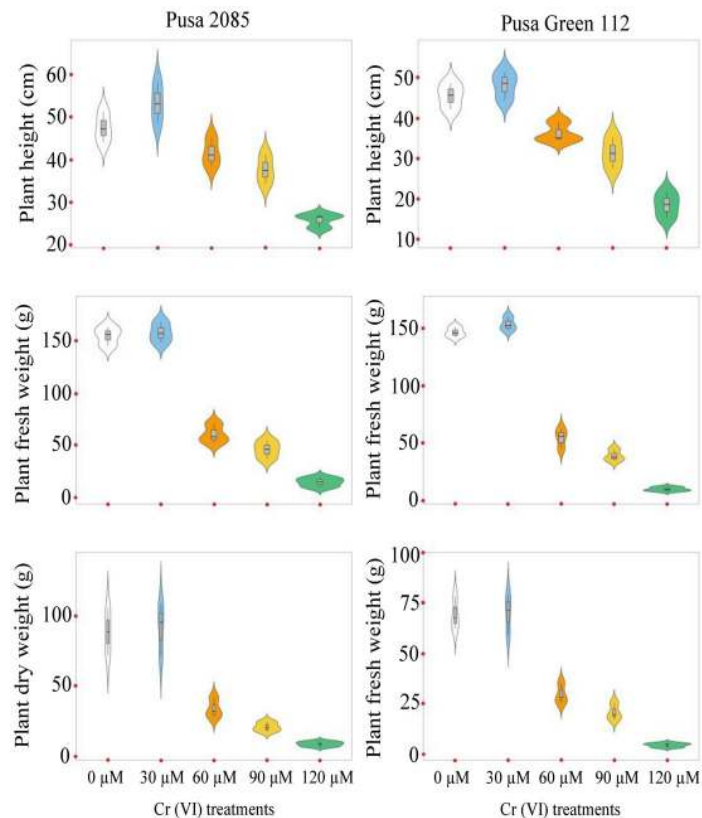 Pusa 2085
Pusa Green 112
Plant height (cm)
60
50
40
30
20
Plant height (cm)
50
40
30
20
10
Plant fresh weight (g)
150
100
50
0
Plant fresh weight (g)
150
100
50
0
Plant dry weight (g)
100
50
0
0 µM 30 µM 60 µM 90 µM 120 µM
Cr (VI) treatments
Plant fresh weight (g)
100
75
50
25
0
0 µM 30 µM 60 µM 90 µM 120 µM
Cr (VI) treatments